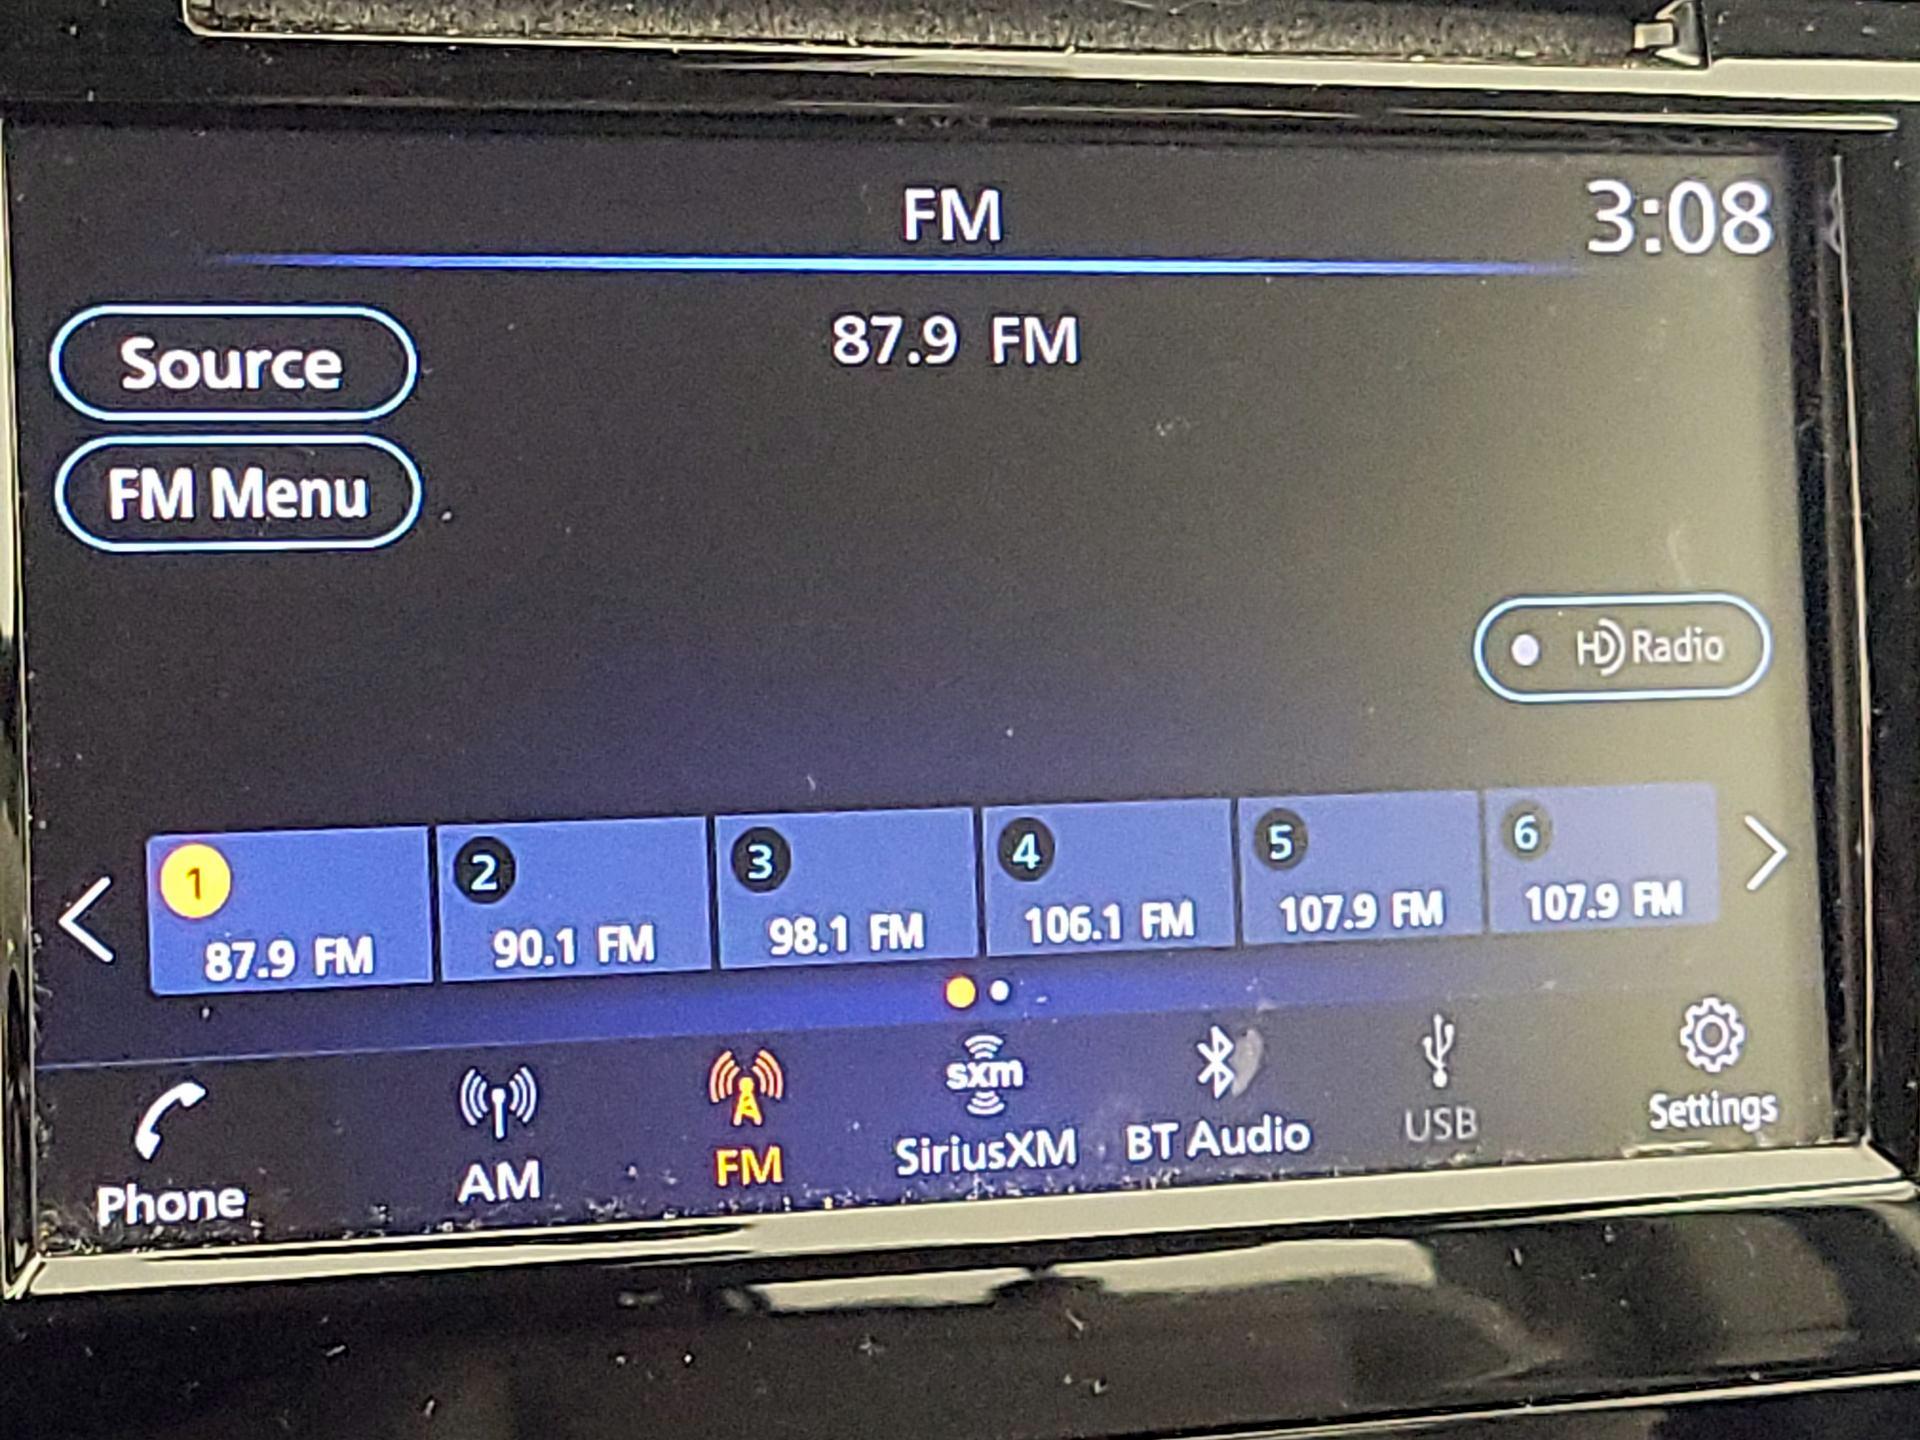 FM
3:08
Source
87.9 FM
FM Menu
HD Radio
1
87.9 FM
2
90.1 FM
3
98.1 FM
4
106.1 FM
5
107.9 FM
6
107.9 FM
Phone
AM
FM
sxm
SiriusXM
BT Audio
USB
Settings